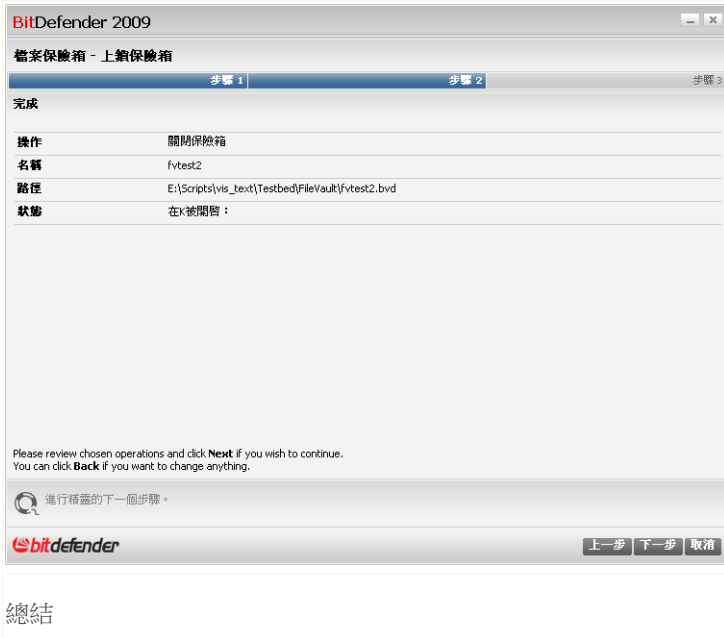 BitDefender 2009
檔案保險箱 - 上鎖保險箱
步驟 1 步驟 2 步驟 3
完成
操作 關閉保險箱
名稱 fvtest2
路徑 E:\Scripts\vis_text\Testbed\FileVault\fvtest2.bvd
狀態 在K被開啓：
Please review chosen operations and click Next if you wish to continue.
You can click Back if you want to change anything.
進行精靈的下一個步驟。
bitdefender
上一步 下一步 取消
總結